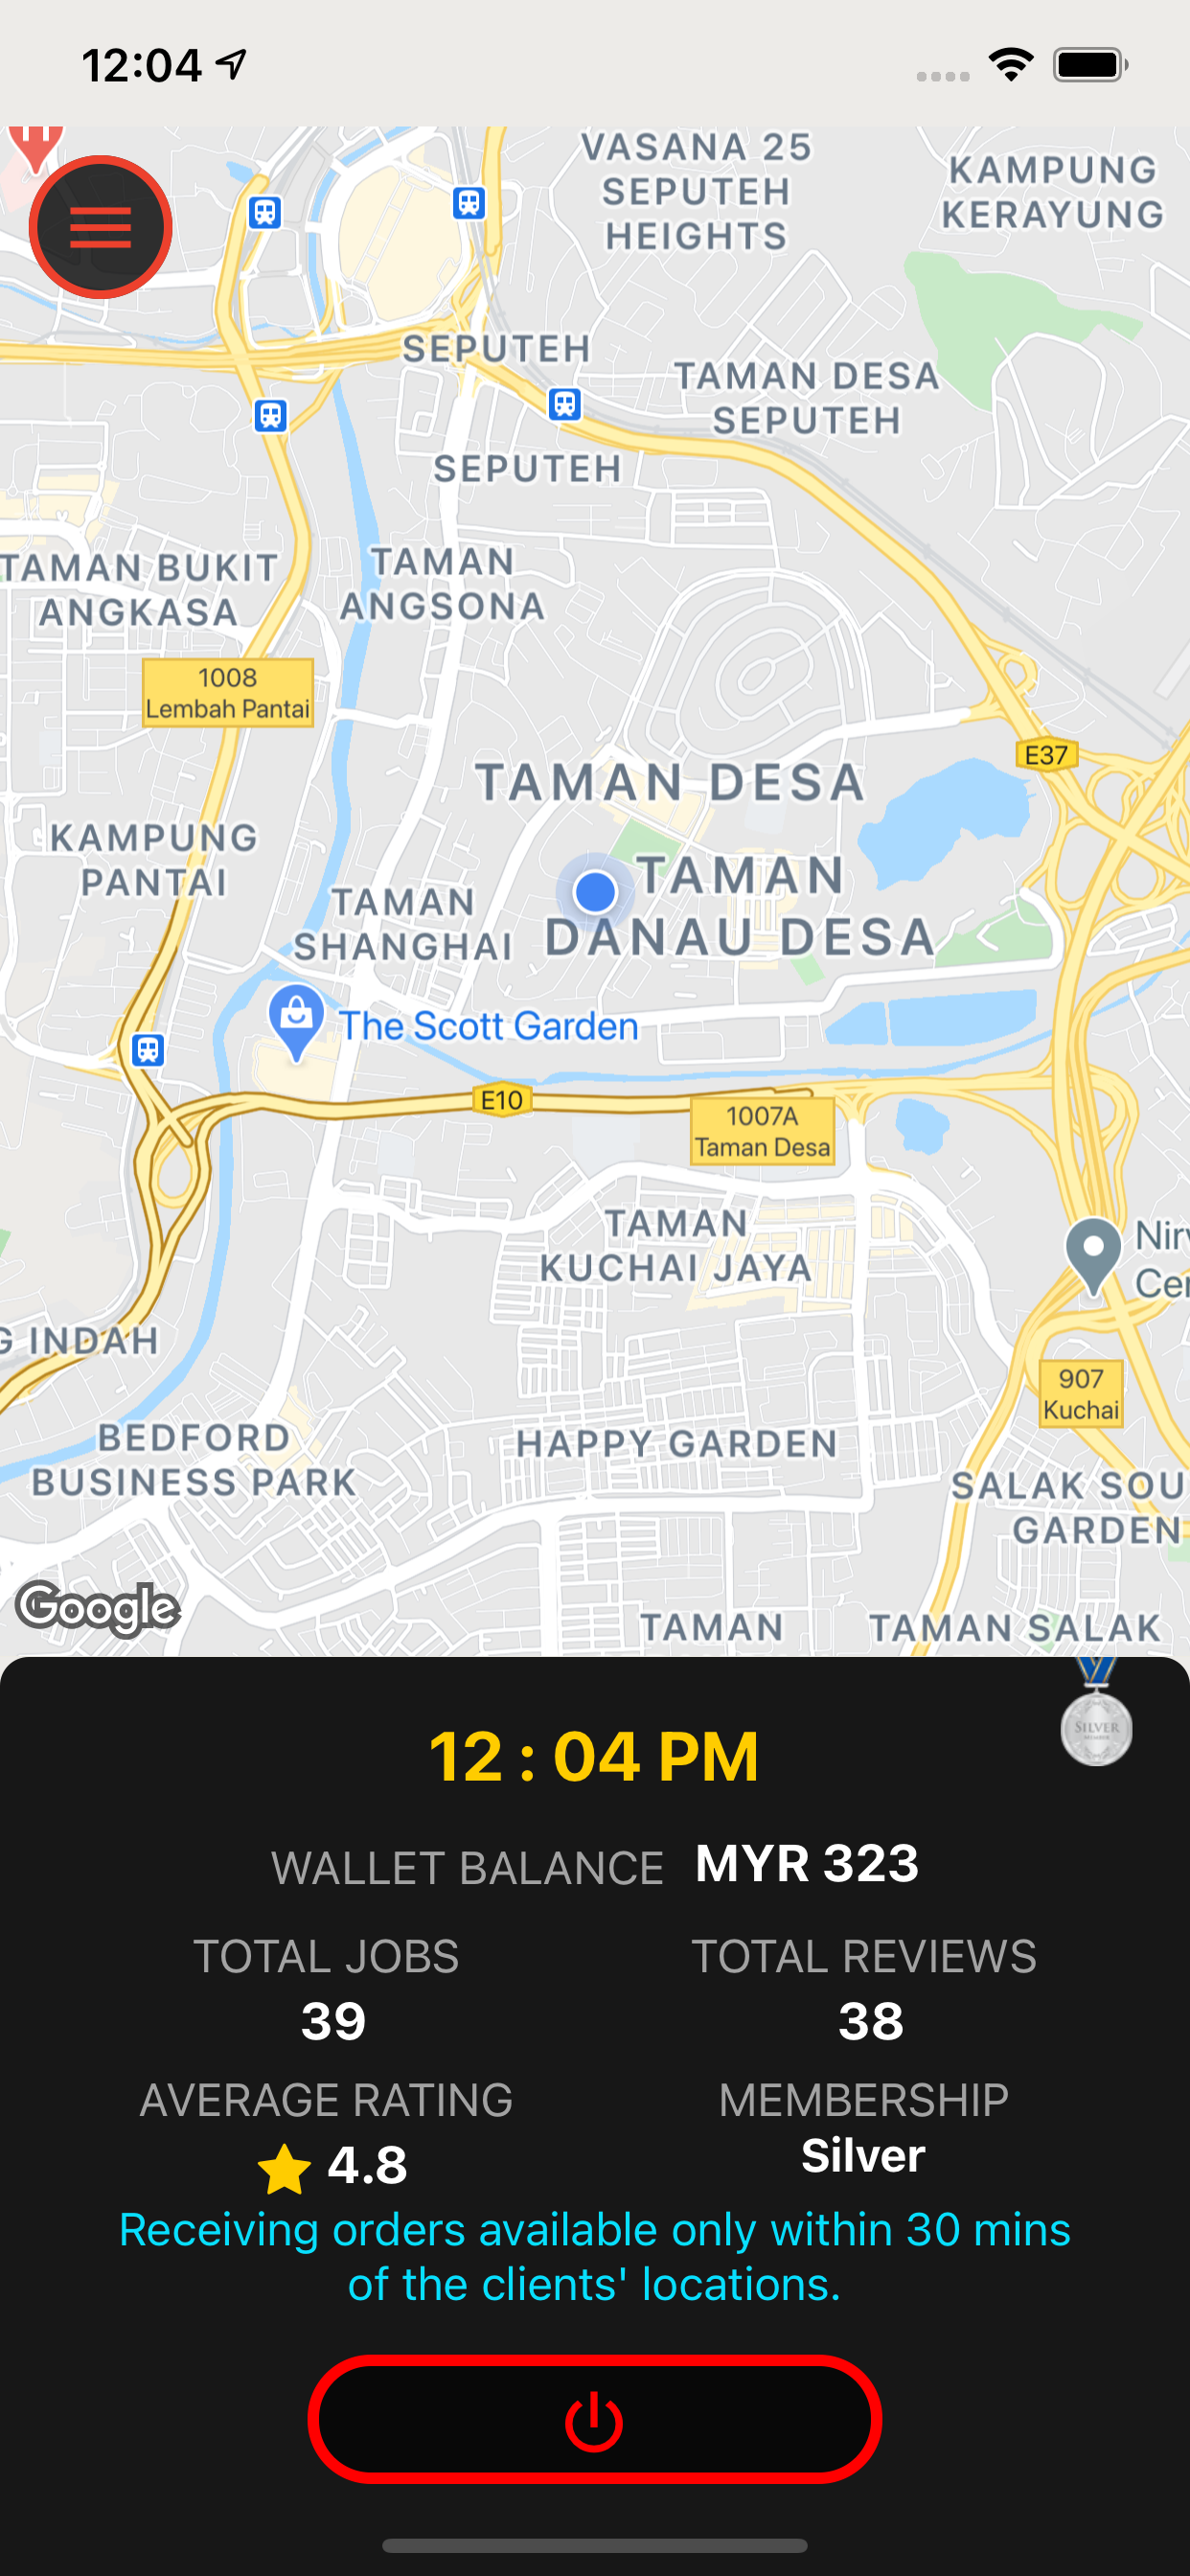 12:04
VASANA 25
SEPUTEH
HEIGHTS
KAMPUNG
KERAYUNG
SEPUTEH
TAMAN DESA
SEPUTEH
SEPUTEH
TAMAN BUKIT
ANGKASA
TAMAN
ANGSONA
1008
Lembah Pantai
E37
TAMAN DESA
KAMPUNG
PANTAI
TAMAN
DANAU DESA
TAMAN
SHANGHAI
The Scott Garden
E10
1007A
Taman Desa
TAMAN
KUCHAI JAYA
Nirv
Cer
G INDAH
907
Kuchai
BEDFORD
BUSINESS PARK
HAPPY GARDEN
SALAK SOU
GARDEN
Google
TAMAN
TAMAN SALAK
SILVER
12 : 04 PM
WALLET BALANCE MYR 323
TOTAL JOBS
39
TOTAL REVIEWS
38
AVERAGE RATING
4.8
MEMBERSHIP
Silver
Receiving orders available only within 30 mins
of the clients' locations.